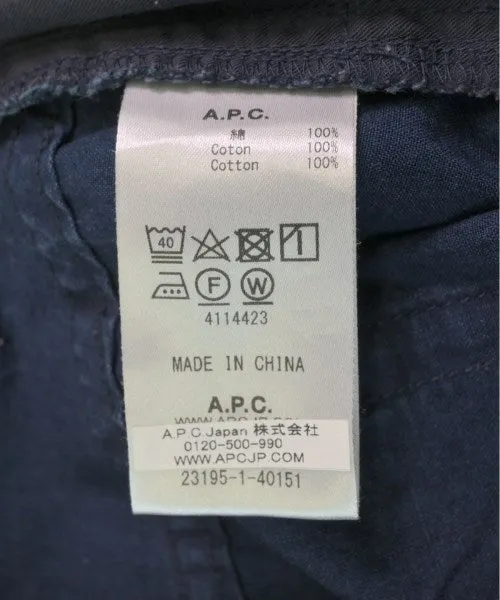 A.P.C.
綿 100%
Coton 100%
Cotton 100%
40
F W
4114423
MADE IN CHINA
A.P.C.
A.P.C.Japan 株式会社
0120-500-990
WWW.APCJP.COM
23195-1-40151